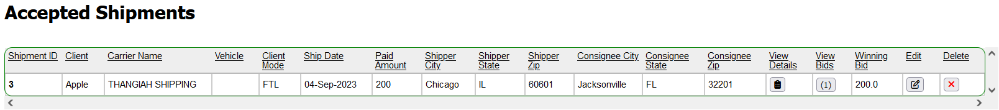 Accepted Shipments
Shipment ID Client Carrier Name Vehicle Client Mode Ship Date Paid Amount Shipper City Shipper State Shipper Zip Consignee City Consignee State Consignee Zip View Details View Bids Winning Bid Edit Delete
3 Apple THANGIAH SHIPPING FTL 04-Sep-2023 200 Chicago IL 60601 Jacksonville FL 32201 (1) 200.0